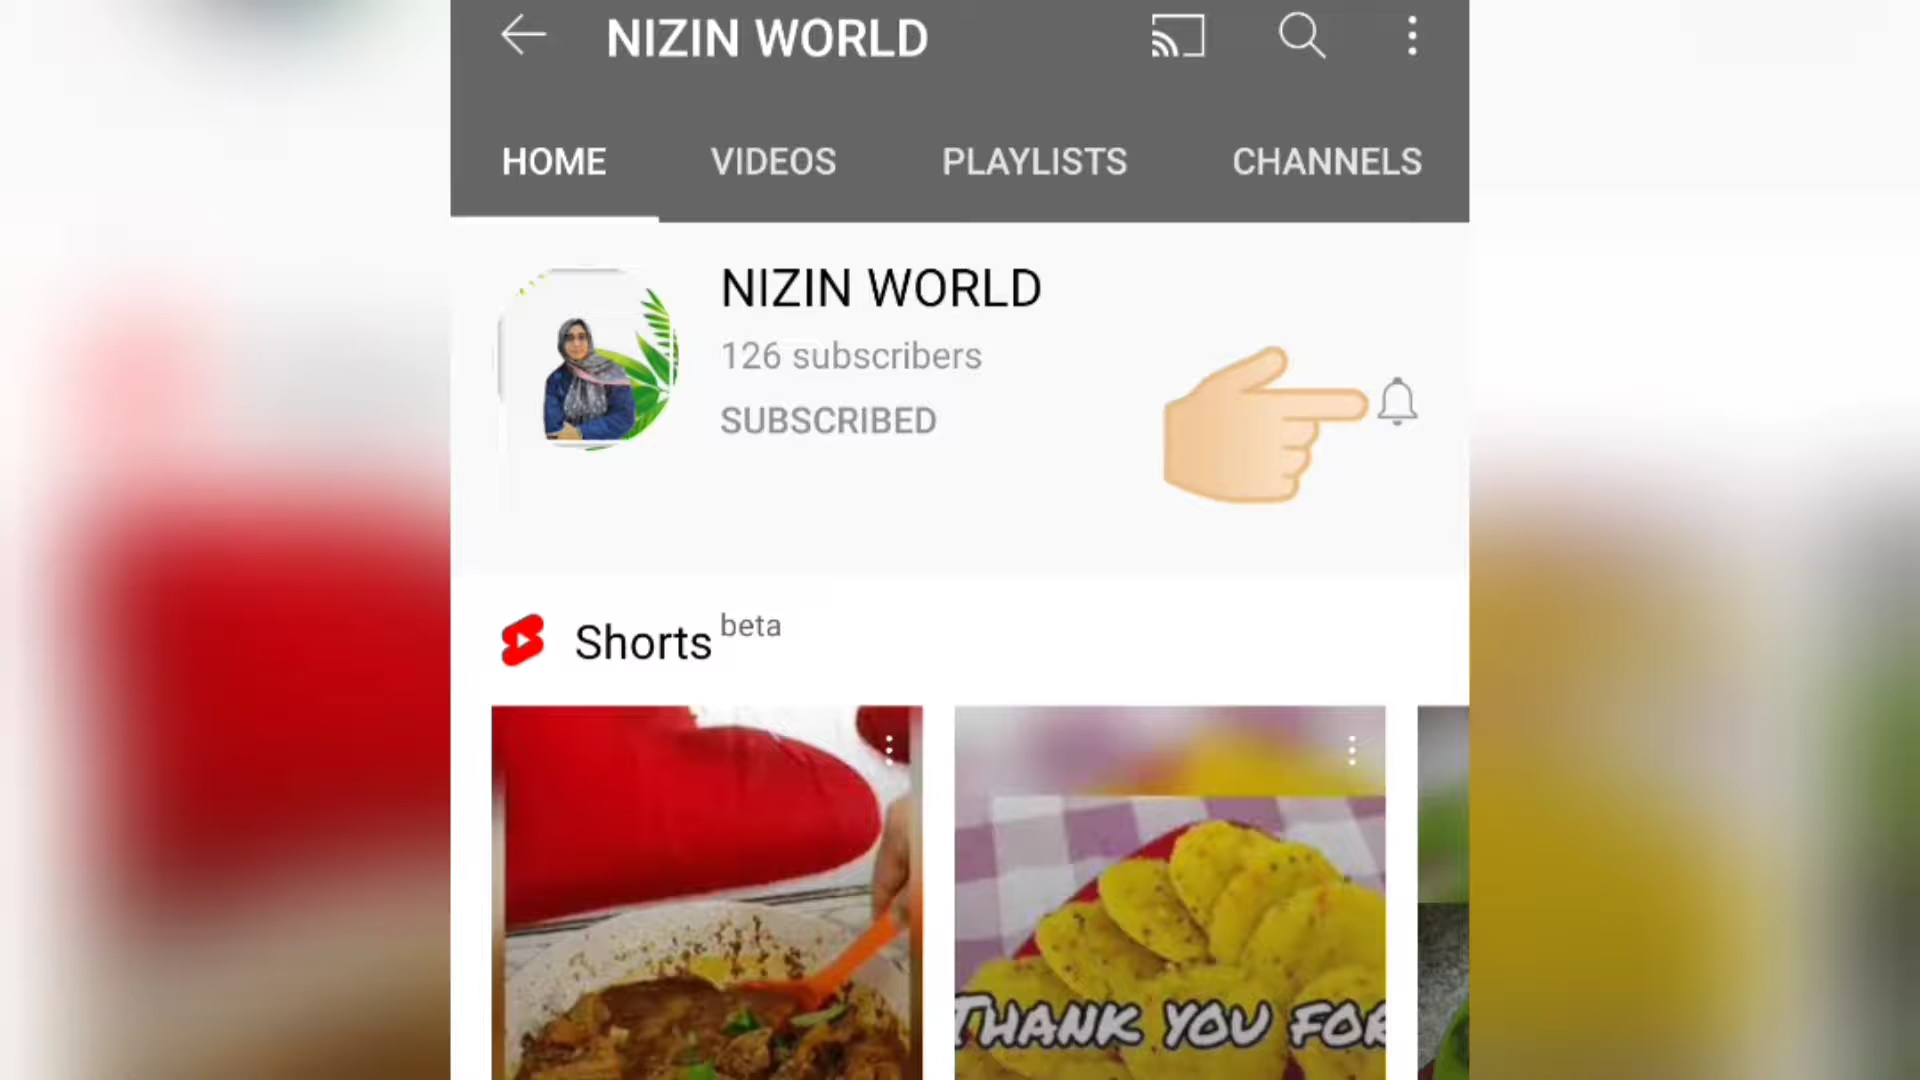 NIZIN WORLD
HOME VIDEOS PLAYLISTS CHANNELS
NIZIN WORLD
126 subscribers
SUBSCRIBED
Shorts beta
THANK YOU FOR